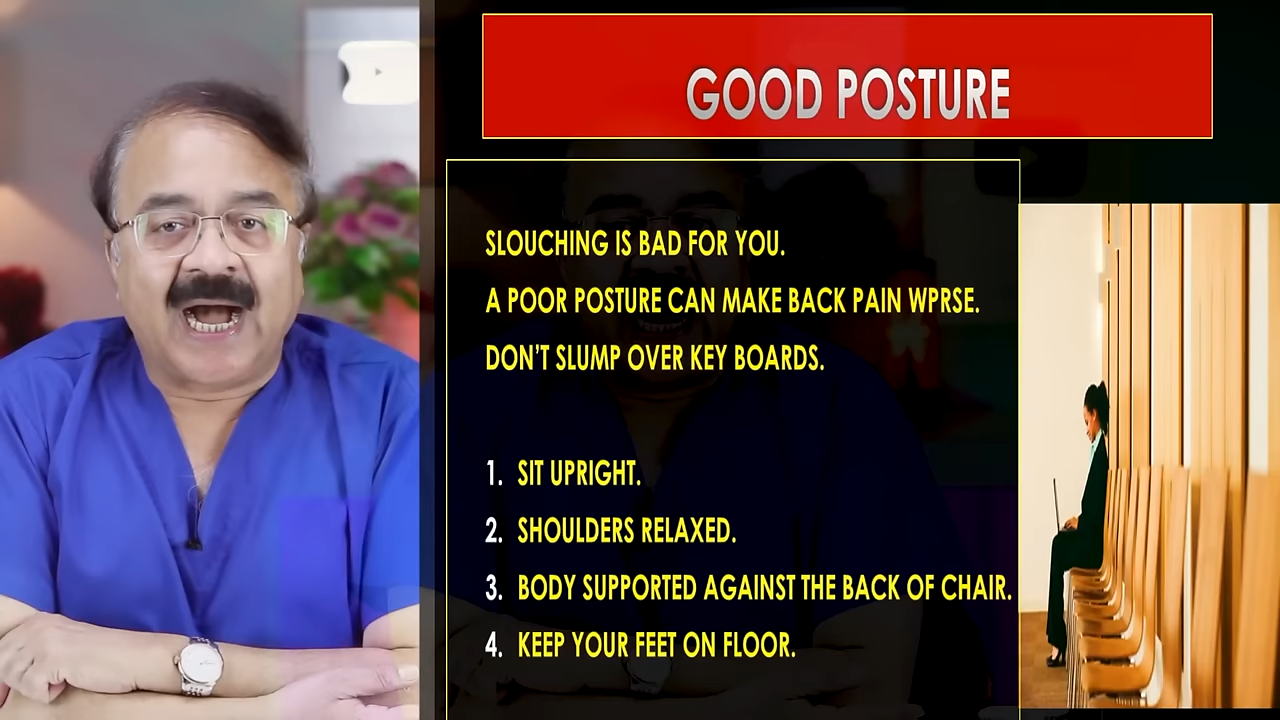 GOOD POSTURE
SLOUCHING IS BAD FOR YOU.
A POOR POSTURE CAN MAKE BACK PAIN WPRSE.
DON'T SLUMP OVER KEY BOARDS.
1. SIT UPRIGHT.
2. SHOULDERS RELAXED.
3. BODY SUPPORTED AGAINST THE BACK OF CHAIR.
4. KEEP YOUR FEET ON FLOOR.